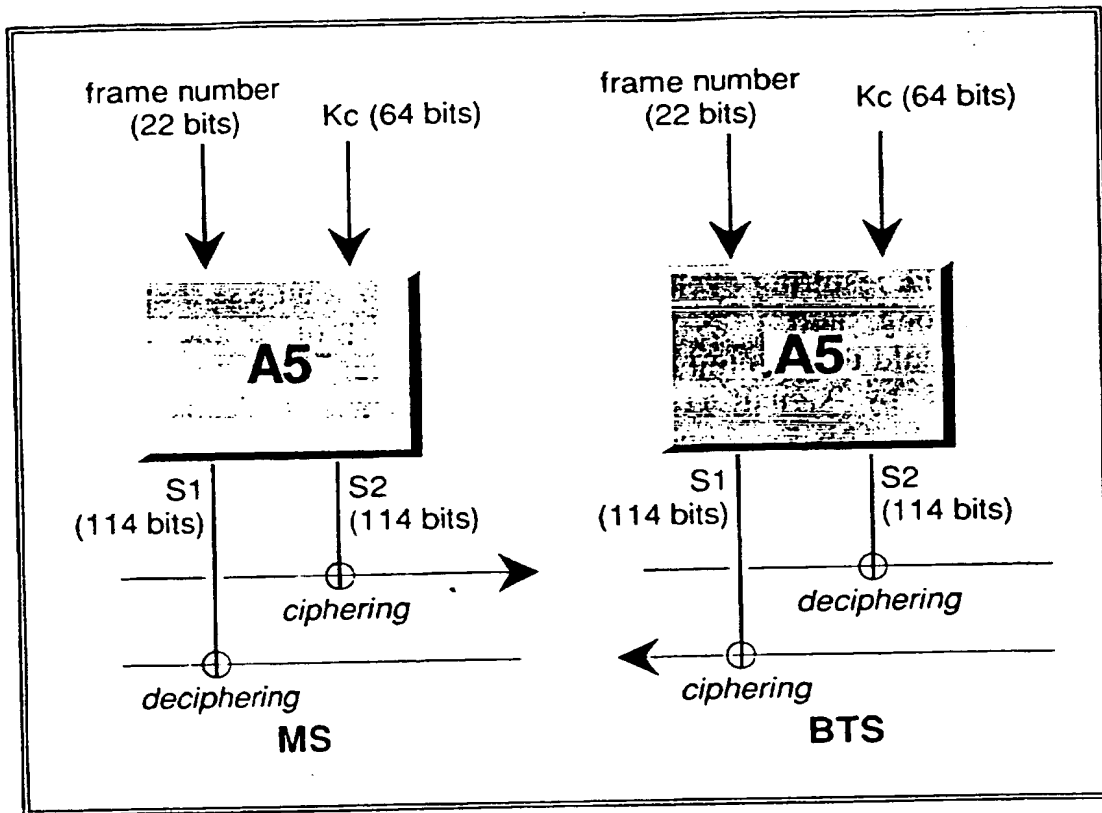 frame number
(22 bits)
Kc (64 bits)
A5
S1
(114 bits)
S2
(114 bits)
ciphering
deciphering
MS
frame number
(22 bits)
Kc (64 bits)
A5
S1
(114 bits)
S2
(114 bits)
deciphering
ciphering
BTS